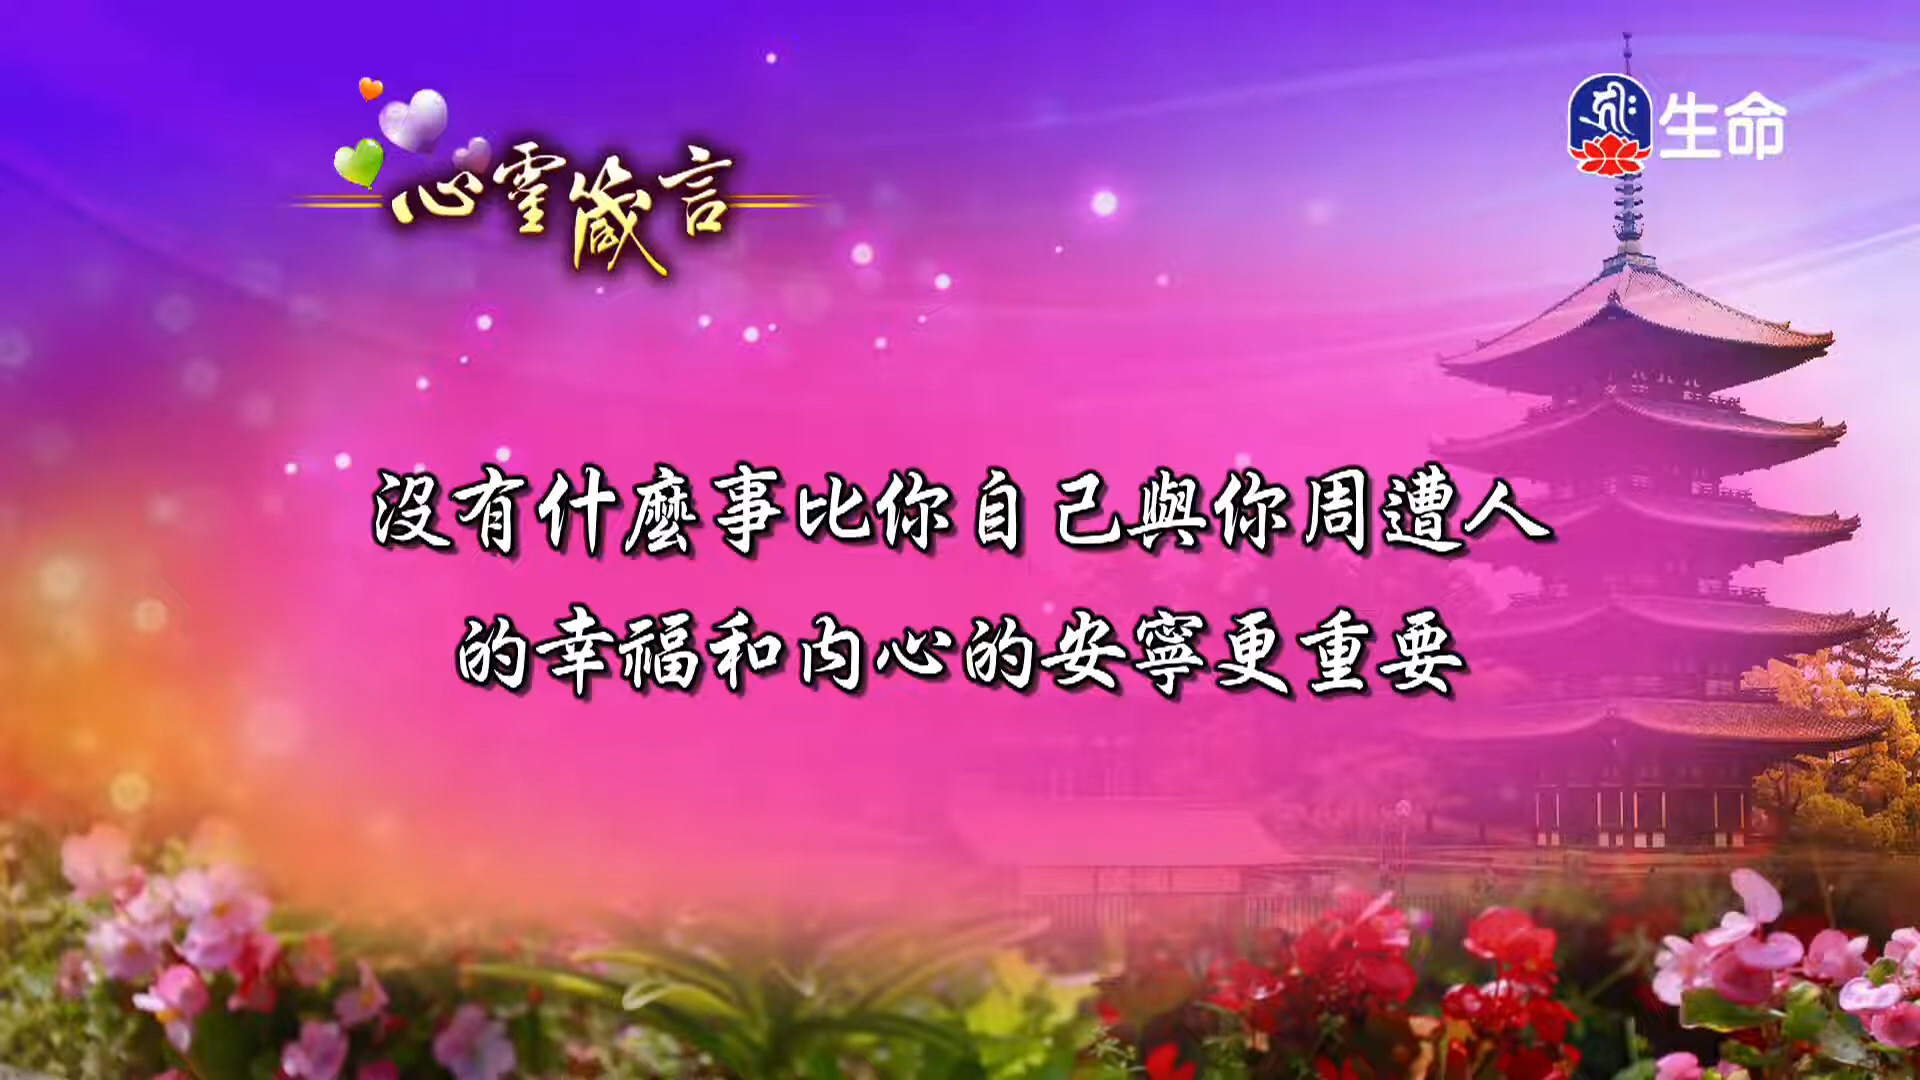 心靈箴言
生命
沒有什麼事比你自己與你周遭人
的幸福和內心的安寧更重要